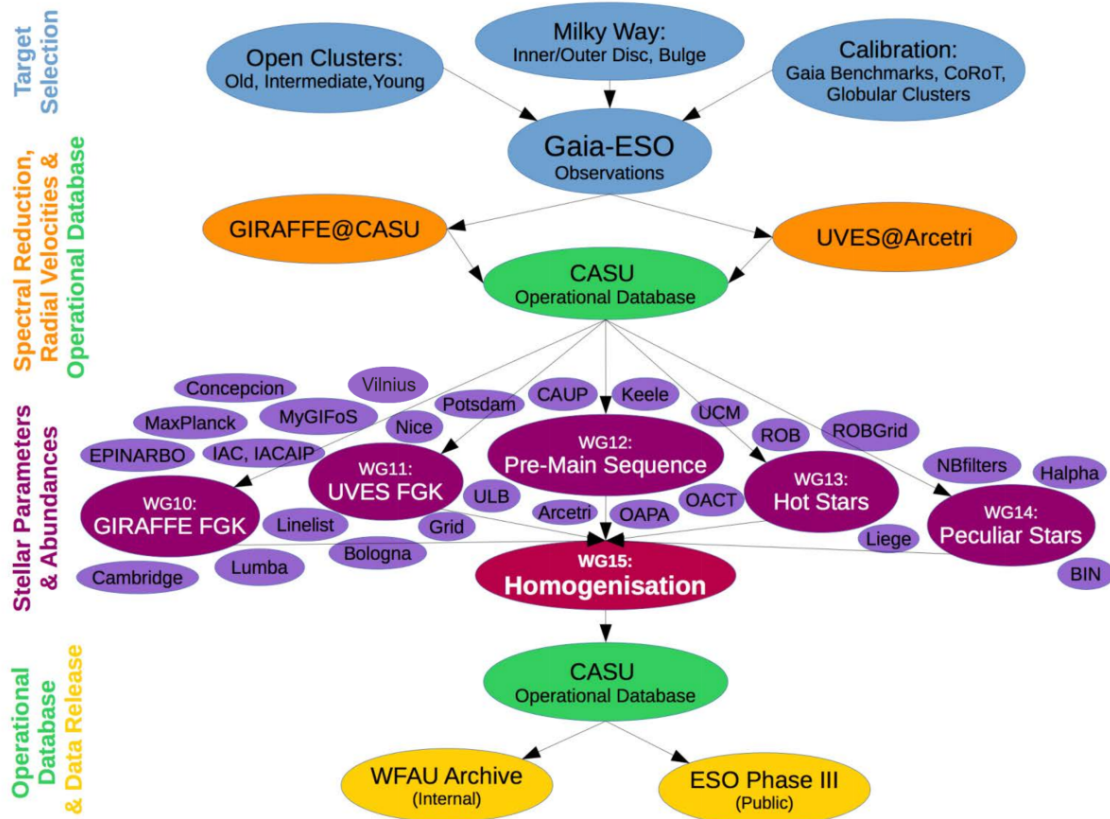 Target
Selection
Open Clusters:
Old, Intermediate,Young
Milky Way:
Inner/Outer Disc, Bulge
Calibration:
Gaia Benchmarks, CoRoT,
Globular Clusters
Gaia-ESO
Observations
Spectral Reduction,
Radial Velocities &
Operational Database
GIRAFFE@CASU
UVES@Arcetri
CASU
Operational Database
Stellar Parameters
& Abundances
Concepcion
Vilnius
MaxPlanck
MyGIFoS
Nice
Potsdam
CAUP
Keele
UCM
ROB
ROBGrid
EPINARBO
IAC, IACAIP
NBfilters
Halpha
WG10:
GIRAFFE FGK
WG11:
UVES FGK
WG12:
Pre-Main Sequence
WG13:
Hot Stars
WG14:
Peculiar Stars
Linelist
ULB
Grid
Arcetri
OAPA
OACT
Liege
Cambridge
Lumba
Bologna
BIN
WG15:
Homogenisation
Operational
Database
& Data Release
CASU
Operational Database
WFAU Archive
(Internal)
ESO Phase III
(Public)